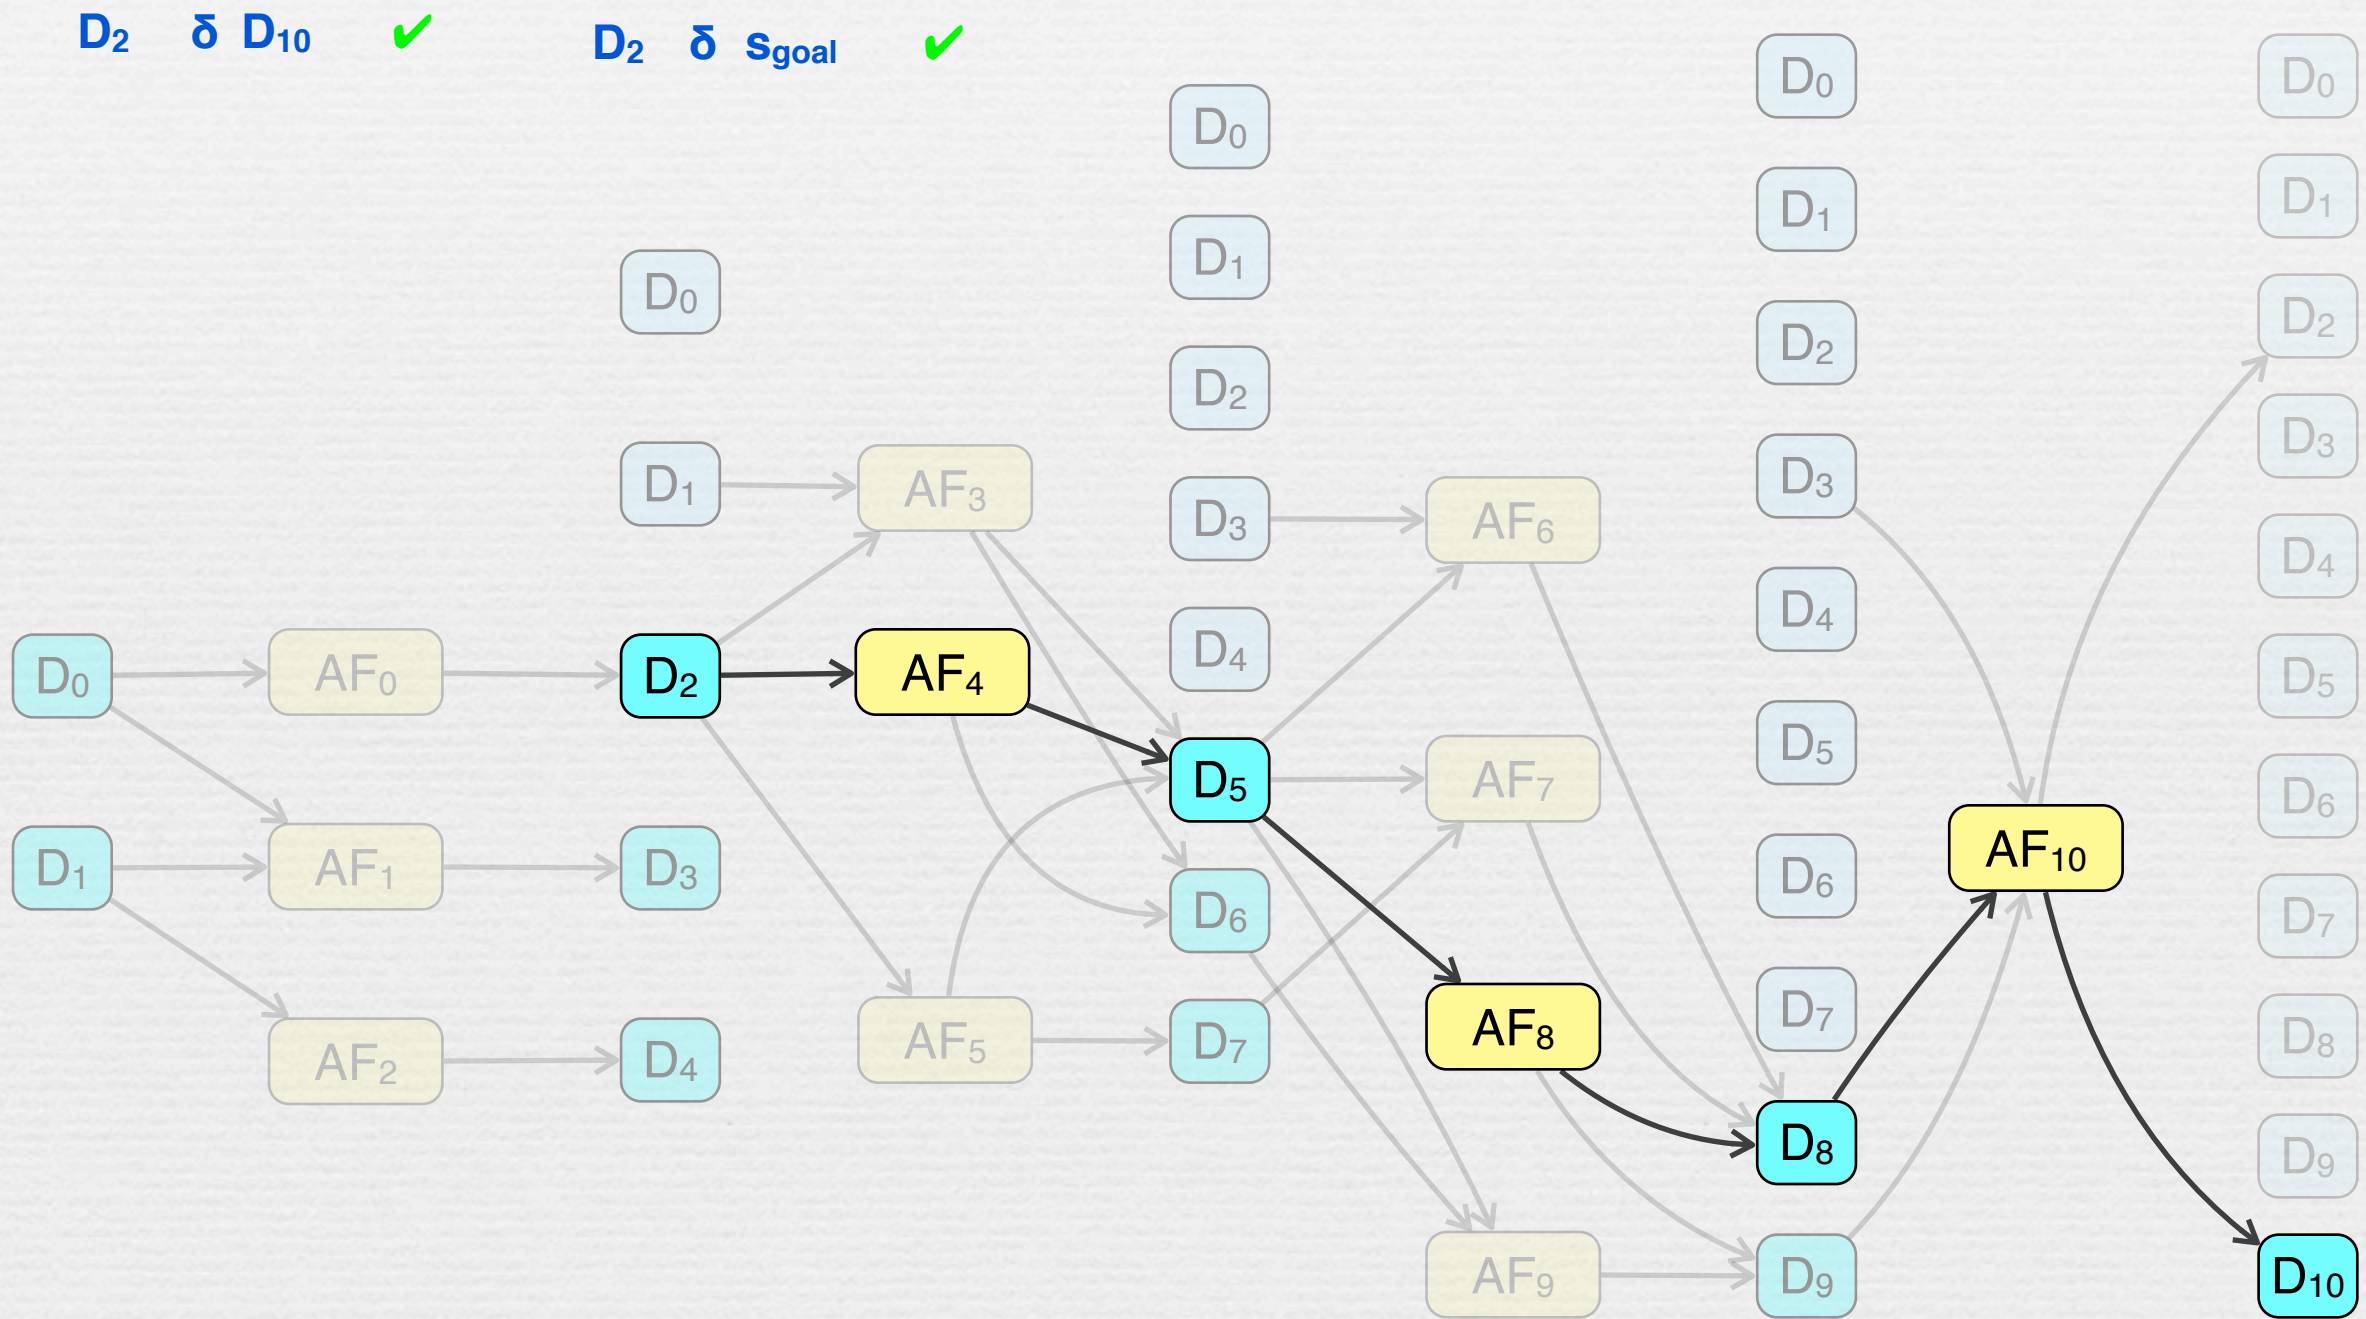 D₂ δ D₁₀ ✔
D₂ δ s_goal ✔
D₀
D₁
D₀
AF₀
AF₁
AF₂
D₀
D₁
D₂
D₃
D₄
AF₃
AF₄
AF₅
D₀
D₁
D₂
D₃
D₄
D₅
D₆
D₇
AF₆
AF₇
AF₈
AF₉
D₀
D₁
D₂
D₃
D₄
D₅
D₆
D₇
D₈
D₉
AF₁₀
D₀
D₁
D₂
D₃
D₄
D₅
D₆
D₇
D₈
D₉
D₁₀